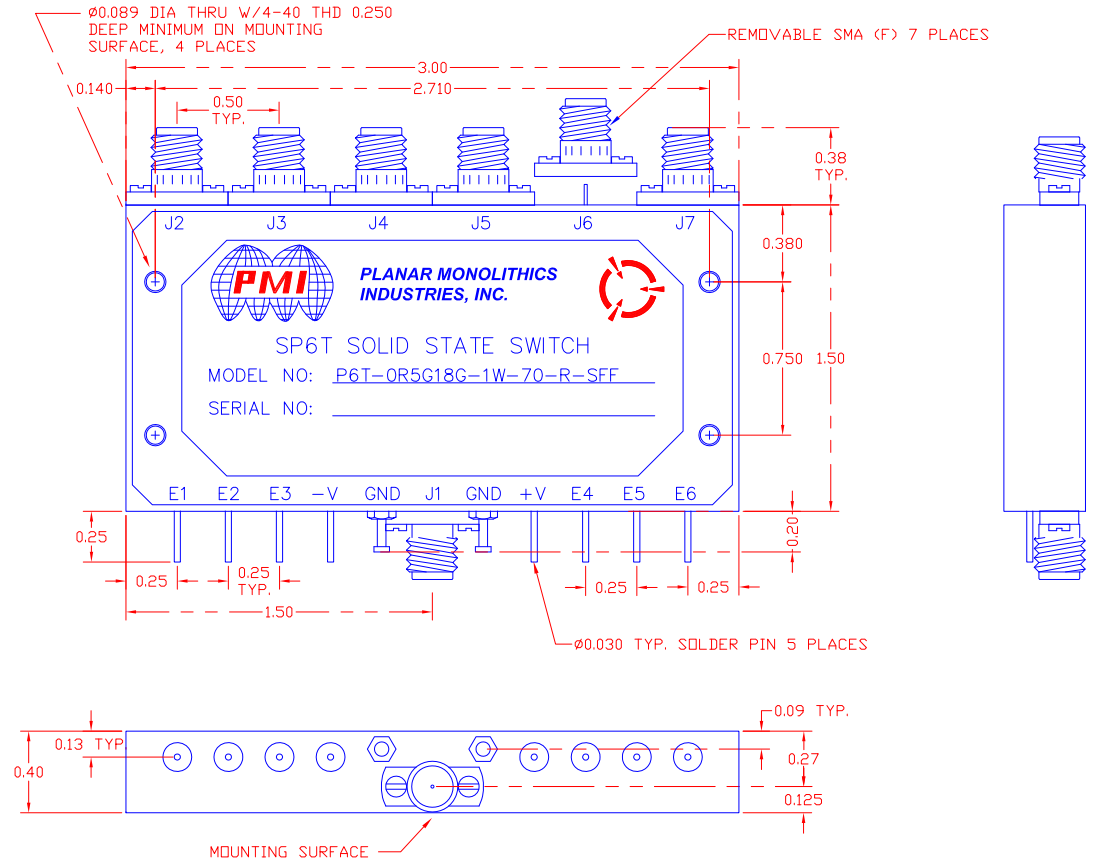 ø0.089 DIA THRU W/4-40 THD 0.250
DEEP MINIMUM ON MOUNTING
SURFACE, 4 PLACES
REMOVABLE SMA (F) 7 PLACES
3.00
0.140
2.710
0.50
TYP.
0.38
TYP.
J2 J3 J4 J5 J6 J7
0.380
PMI
PLANAR MONOLITHICS
INDUSTRIES, INC.
SP6T SOLID STATE SWITCH
0.750 1.50
MODEL NO: P6T-0R5G18G-1W-70-R-SFF
SERIAL NO:
E1 E2 E3 -V GND J1 GND +V E4 E5 E6
0.25
0.20
0.25
0.25
TYP.
0.25
0.25
1.50
ø0.030 TYP. SOLDER PIN 5 PLACES
0.09 TYP.
0.13 TYP
0.27
0.40
0.125
MOUNTING SURFACE